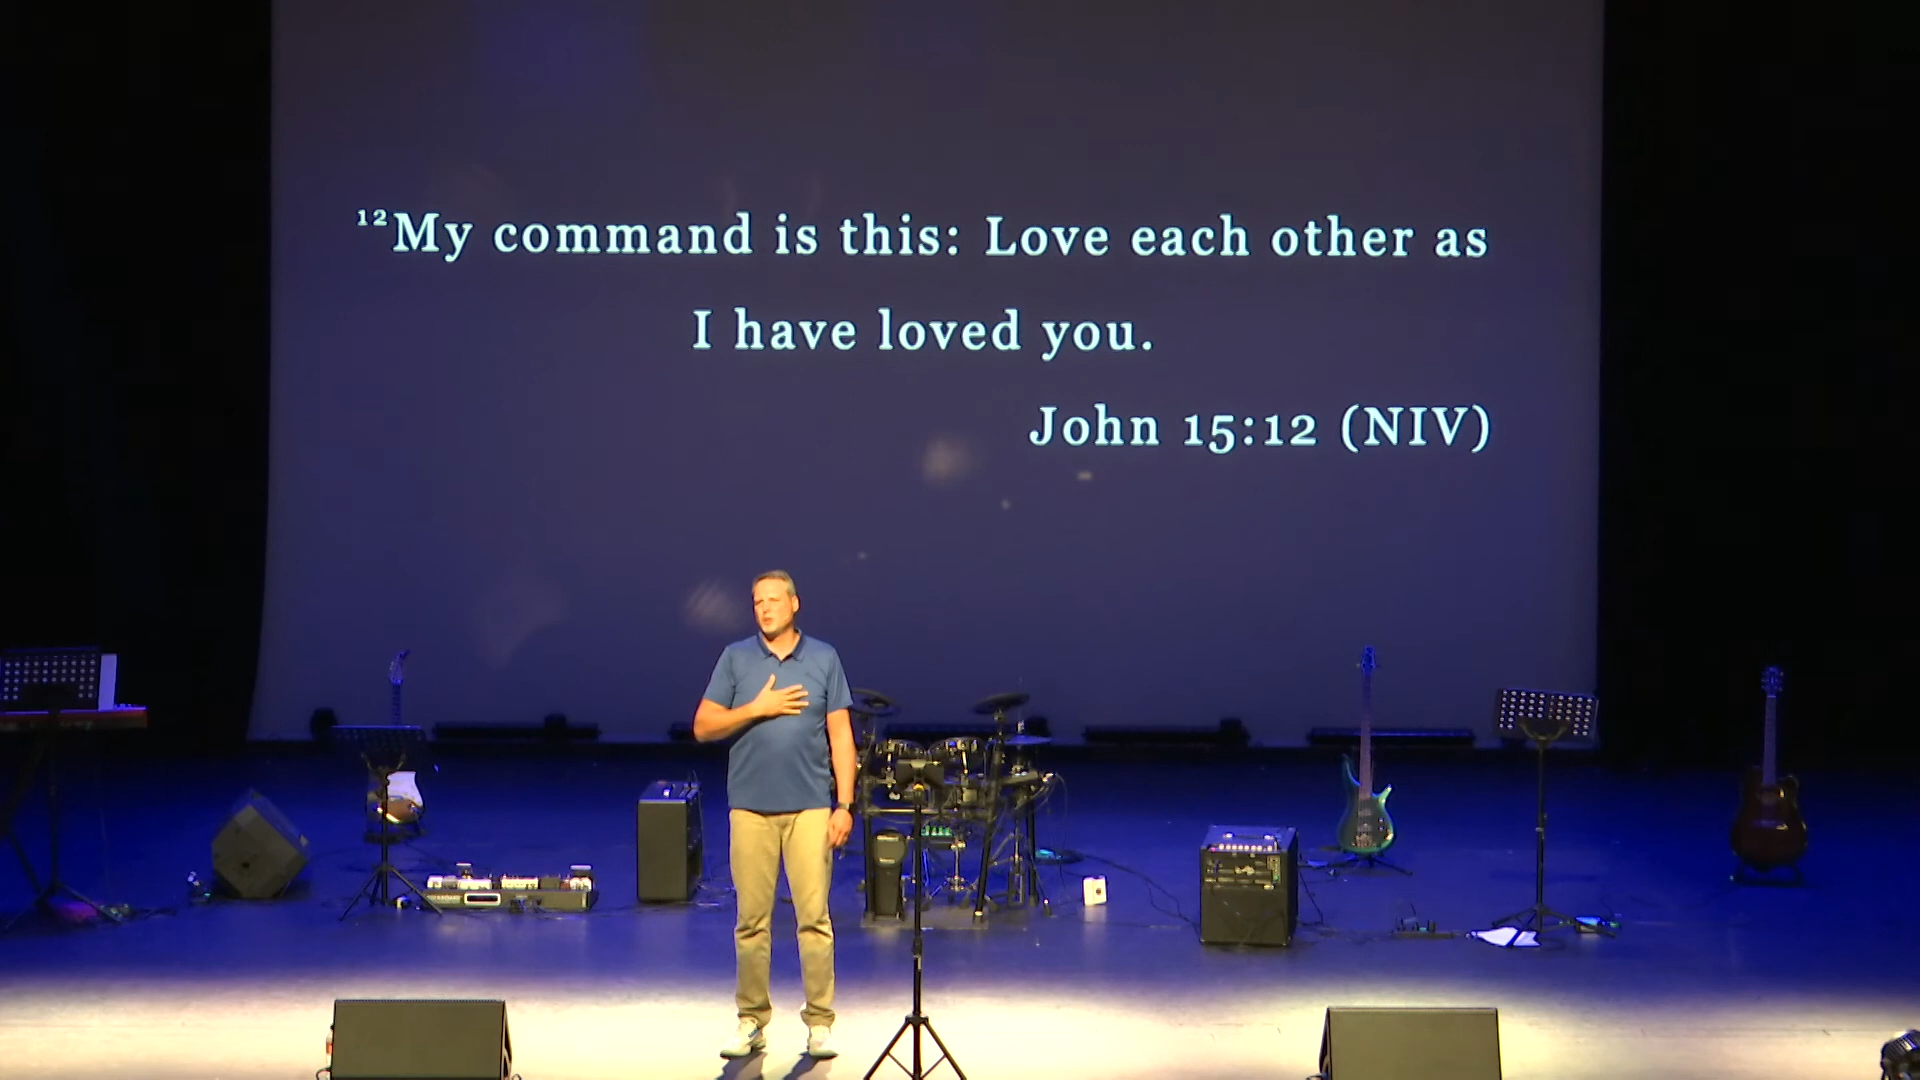 ¹²My command is this: Love each other as
I have loved you.
John 15:12 (NIV)